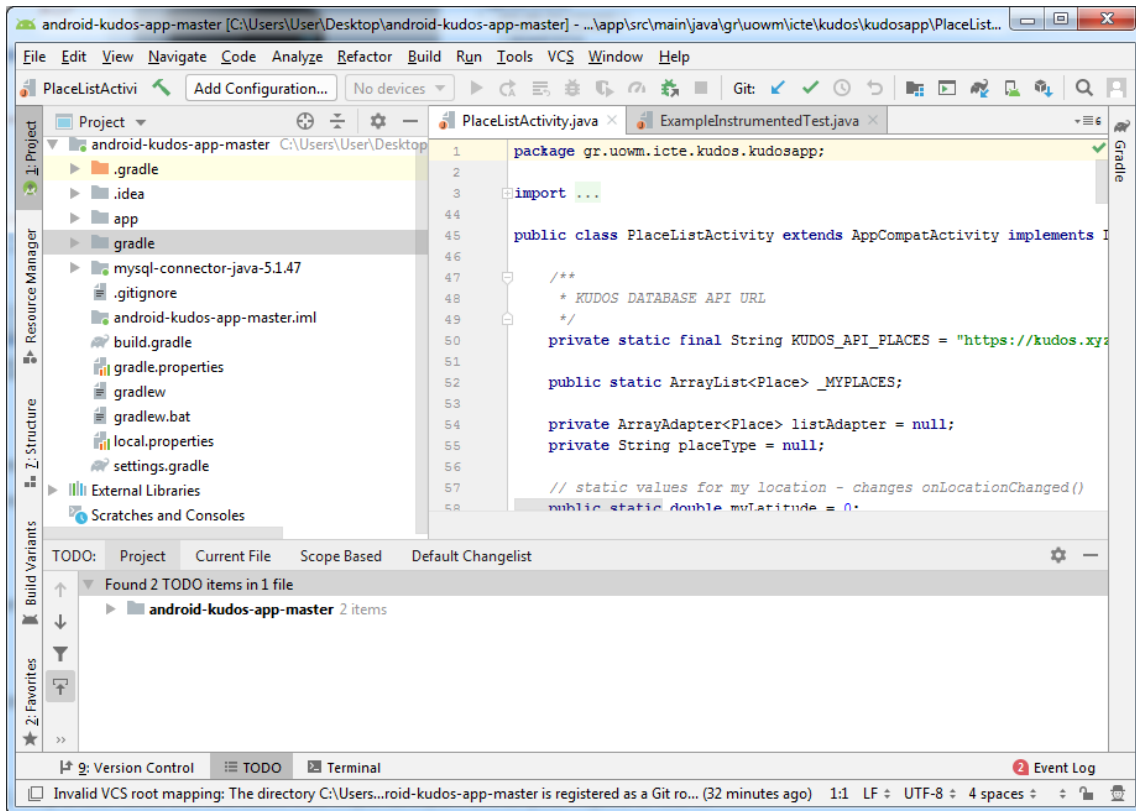 android-kudos-app-master [C:\Users\User\Desktop\android-kudos-app-master] - ...\app\src\main\java\gr\uowm\icte\kudos\kudosapp\PlaceList...
File Edit View Navigate Code Analyze Refactor Build Run Tools VCS Window Help
PlaceListActivi Add Configuration... No devices Git:
1: Project
Resource Manager
7: Structure
Build Variants
2: Favorites
Project
android-kudos-app-master C:\Users\User\Desktop
.gradle
.idea
app
gradle
mysql-connector-java-5.1.47
.gitignore
android-kudos-app-master.iml
build.gradle
gradle.properties
gradlew
gradlew.bat
local.properties
settings.gradle
External Libraries
Scratches and Consoles
PlaceListActivity.java ExampleInstrumentedTest.java 6
1 package gr.uowm.icte.kudos.kudosapp;
2
3 import ...
44
45 public class PlaceListActivity extends AppCompatActivity implements I
46
47 /**
48 * KUDOS DATABASE API URL
49 */
50 private static final String KUDOS_API_PLACES = "https://kudos.xyz
51
52 public static ArrayList<Place> _MYPLACES;
53
54 private ArrayAdapter<Place> listAdapter = null;
55 private String placeType = null;
56
57 // static values for my location - changes onLocationChanged()
58 public static double myLatitude = 0;
Gradle
TODO: Project Current File Scope Based Default Changelist
Found 2 TODO items in 1 file
android-kudos-app-master 2 items
9: Version Control TODO Terminal 2 Event Log
Invalid VCS root mapping: The directory C:\Users...roid-kudos-app-master is registered as a Git ro... (32 minutes ago) 1:1 LF UTF-8 4 spaces